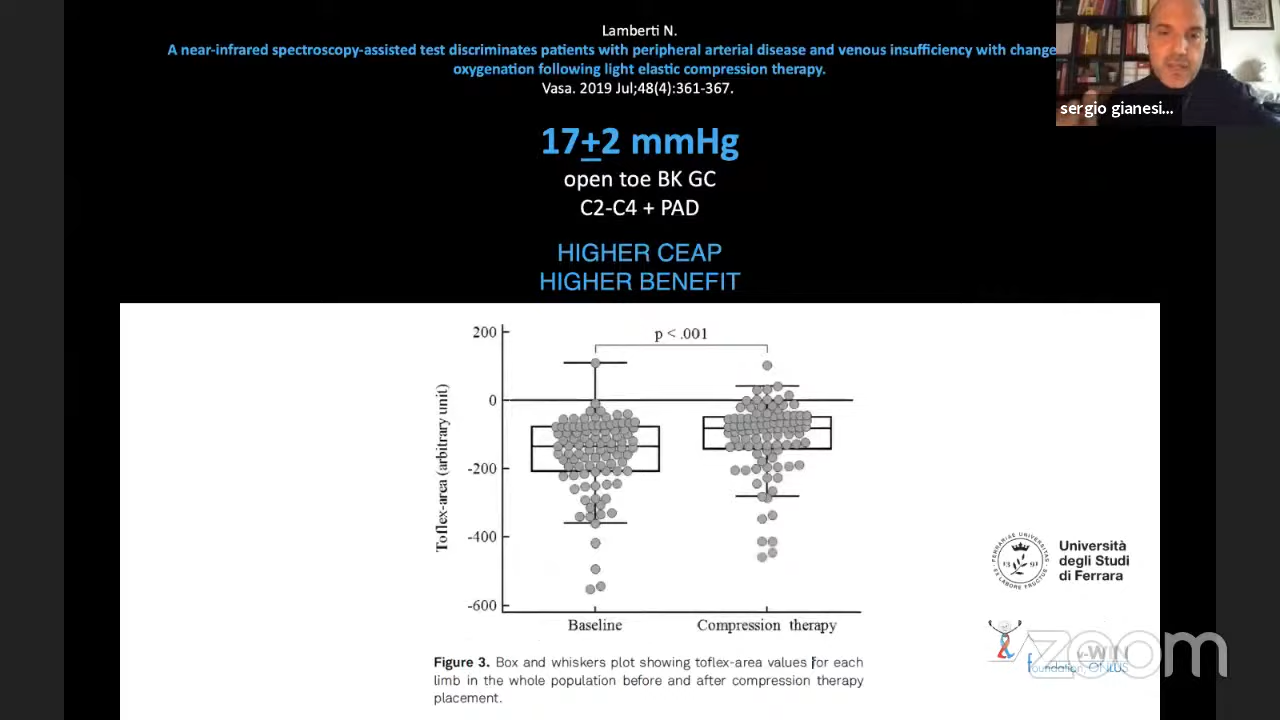 Lamberti N.
A near-infrared spectroscopy-assisted test discriminates patients with peripheral arterial disease and venous insufficiency with change
oxygenation following light elastic compression therapy.
Vasa. 2019 Jul;48(4):361-367.
sergio gianesi...
17+2 mmHg
open toe BK GC
C2-C4 + PAD
HIGHER CEAP
HIGHER BENEFIT
p < .001
200
0
-200
-400
-600
Toflex-area (arbitrary unit)
Baseline
Compression therapy
Figure 3. Box and whiskers plot showing toflex-area values for each
limb in the whole population before and after compression therapy
placement.
Università
degli Studi
di Ferrara
v-WIN
foundation ONLUS
zoom